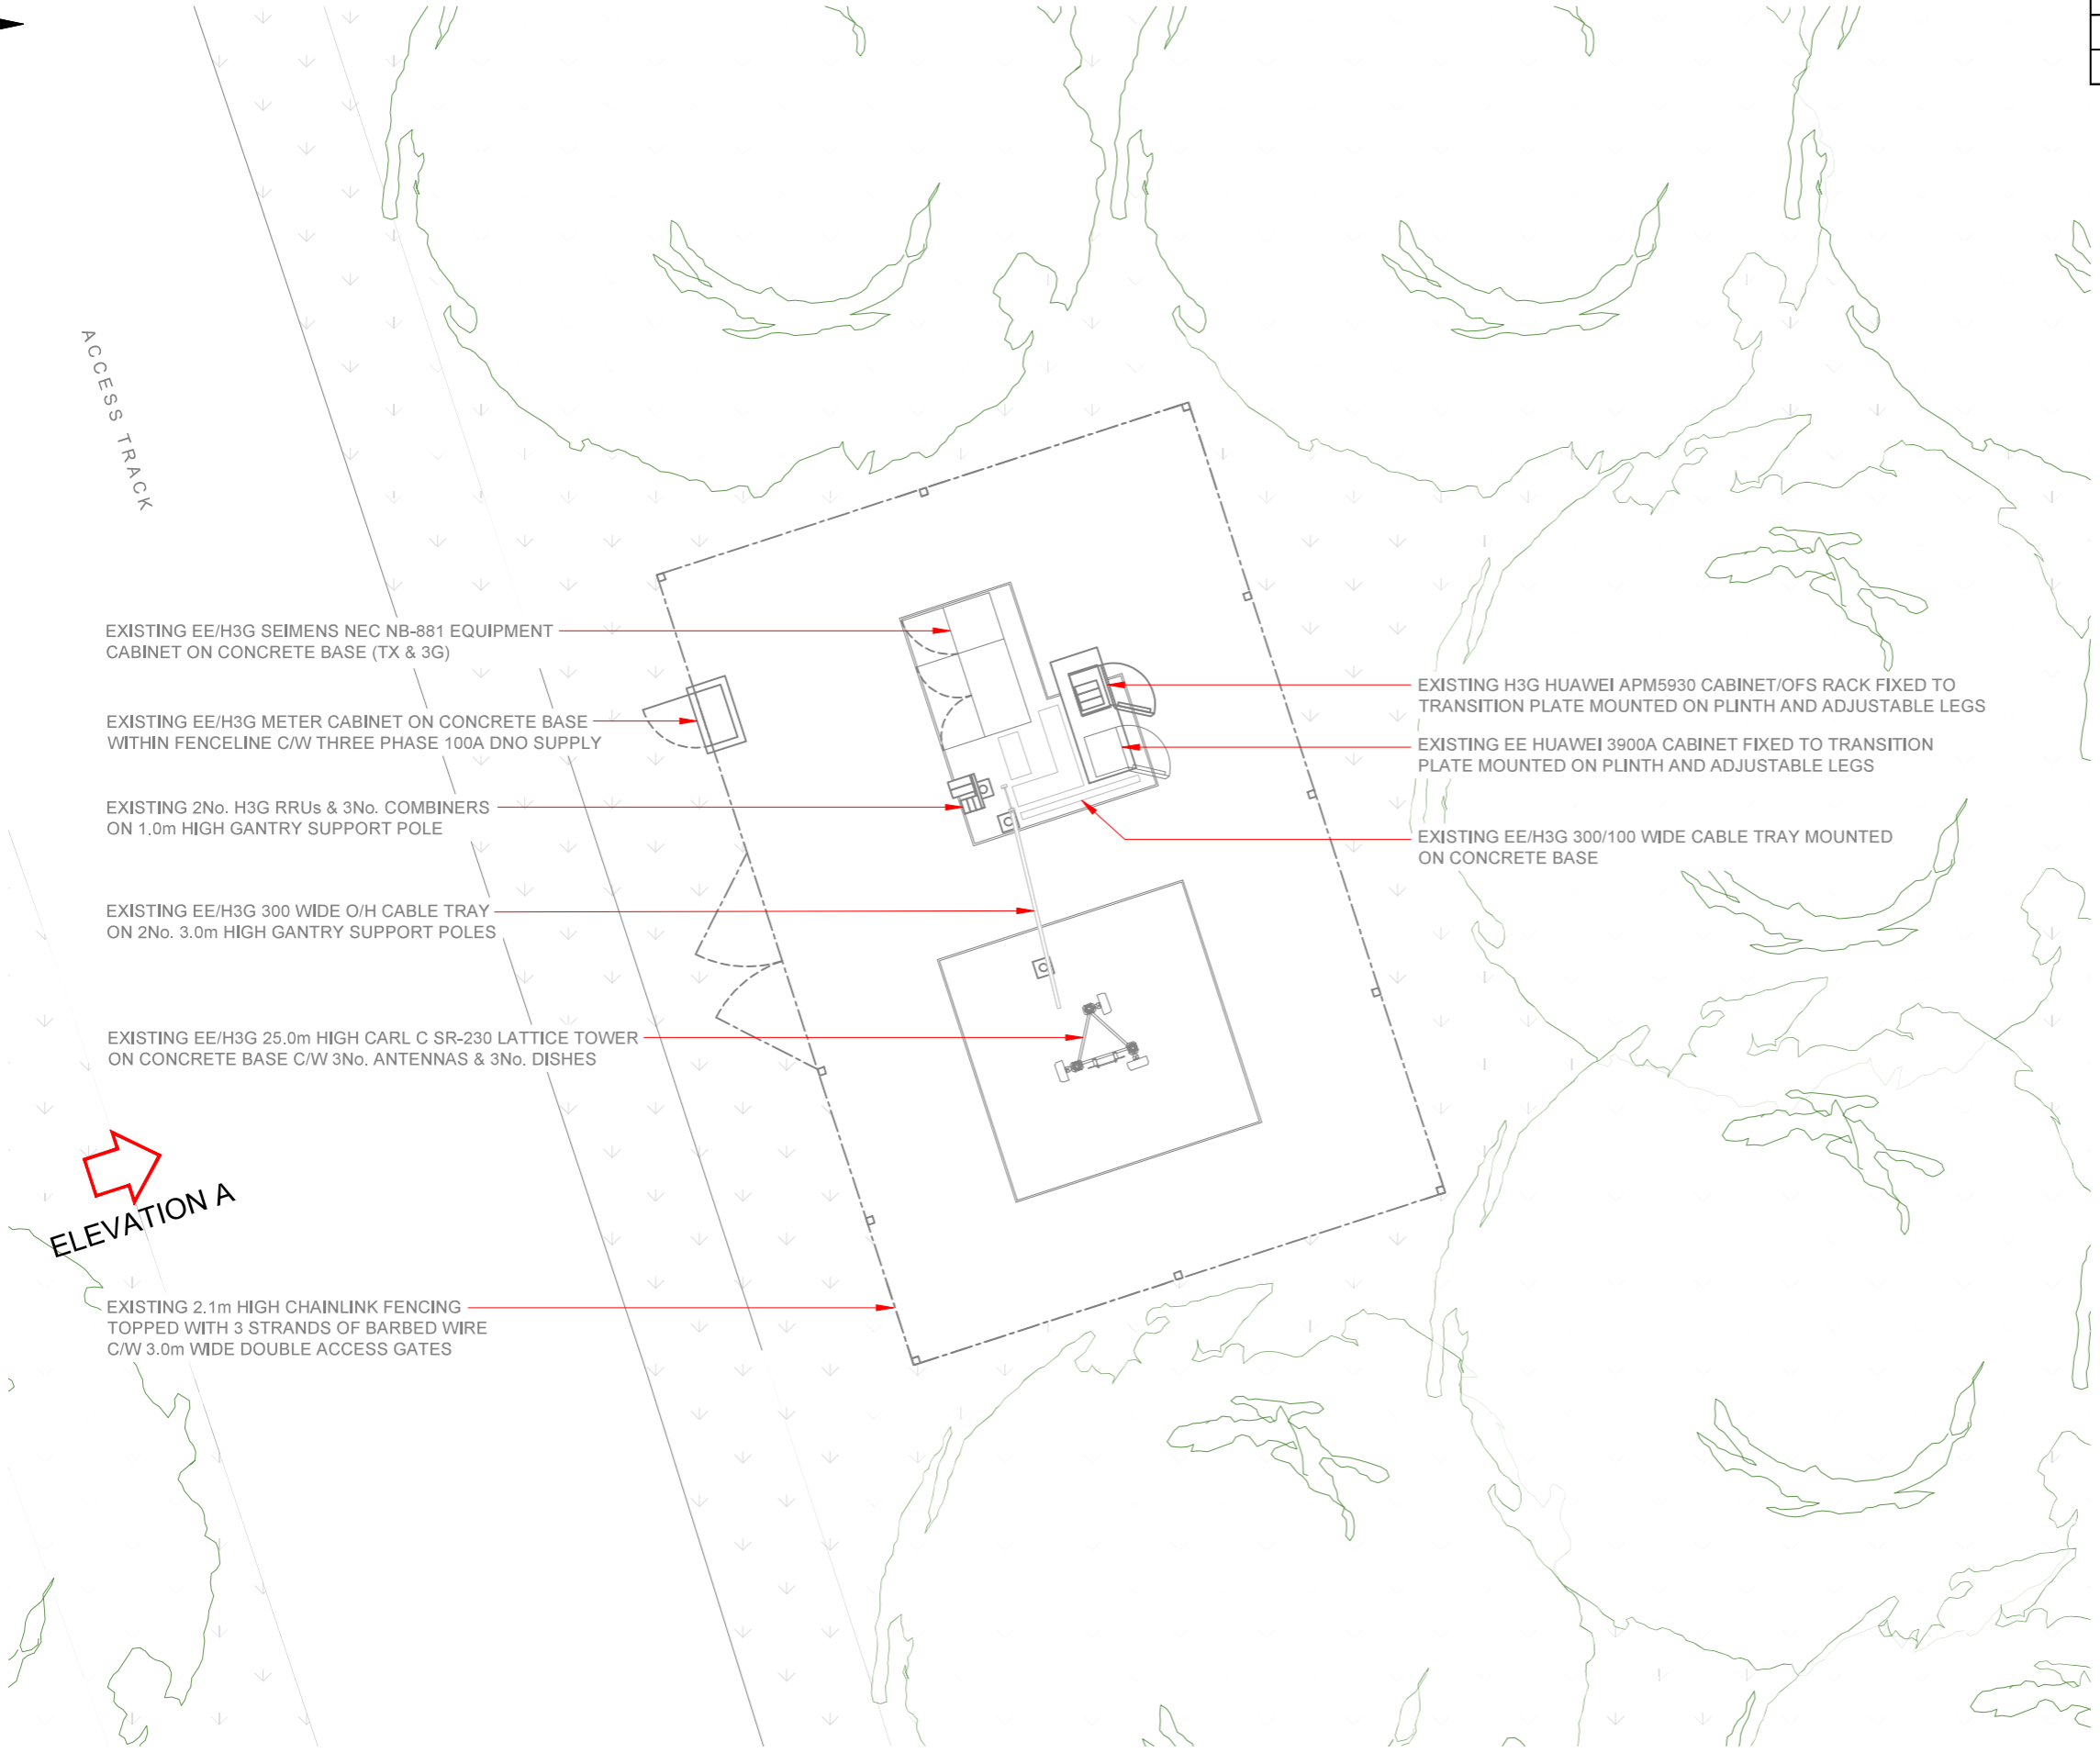 ACCESS TRACK
EXISTING EE/H3G SEIMENS NEC NB-881 EQUIPMENT
CABINET ON CONCRETE BASE (TX & 3G)
EXISTING EE/H3G METER CABINET ON CONCRETE BASE
WITHIN FENCELINE C/W THREE PHASE 100A DNO SUPPLY
EXISTING 2No. H3G RRUs & 3No. COMBINERS
ON 1.0m HIGH GANTRY SUPPORT POLE
EXISTING EE/H3G 300 WIDE O/H CABLE TRAY
ON 2No. 3.0m HIGH GANTRY SUPPORT POLES
EXISTING EE/H3G 25.0m HIGH CARL C SR-230 LATTICE TOWER
ON CONCRETE BASE C/W 3No. ANTENNAS & 3No. DISHES
ELEVATION A
EXISTING 2.1m HIGH CHAINLINK FENCING
TOPPED WITH 3 STRANDS OF BARBED WIRE
C/W 3.0m WIDE DOUBLE ACCESS GATES
EXISTING H3G HUAWEI APM5930 CABINET/OFS RACK FIXED TO
TRANSITION PLATE MOUNTED ON PLINTH AND ADJUSTABLE LEGS
EXISTING EE HUAWEI 3900A CABINET FIXED TO TRANSITION
PLATE MOUNTED ON PLINTH AND ADJUSTABLE LEGS
EXISTING EE/H3G 300/100 WIDE CABLE TRAY MOUNTED
ON CONCRETE BASE